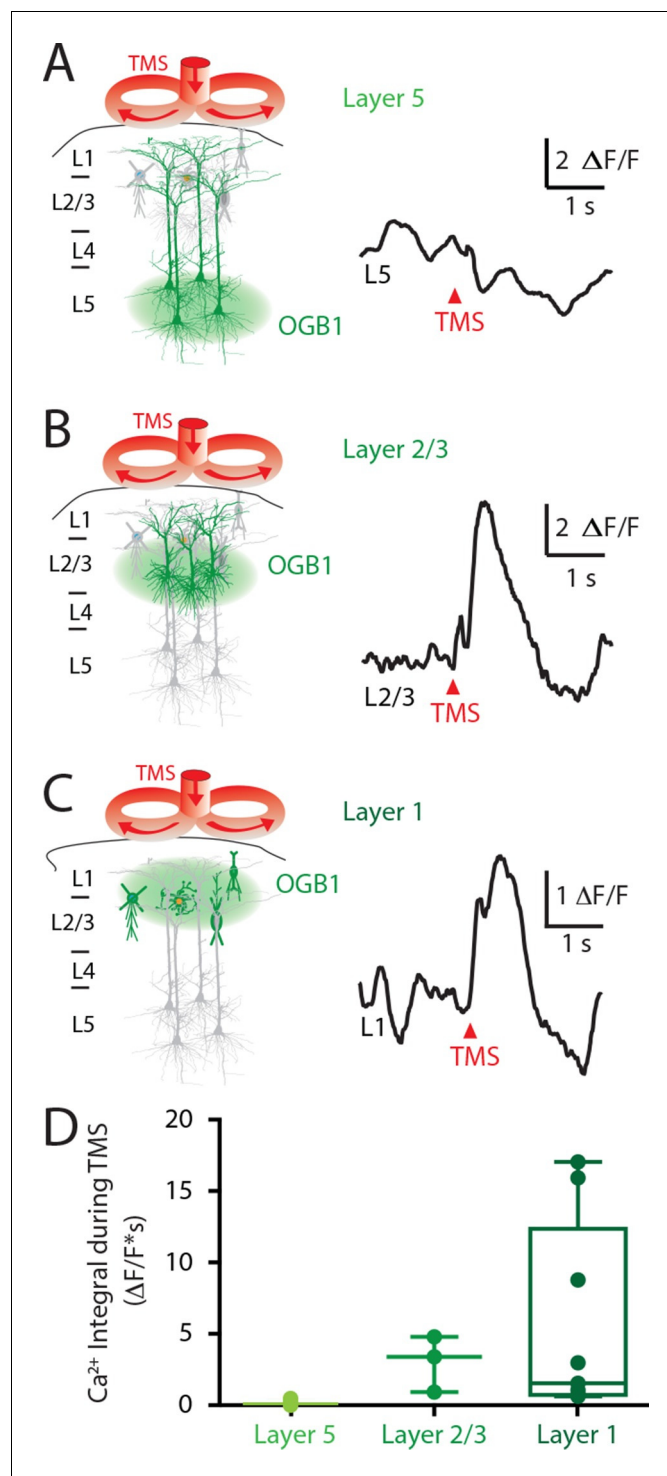 A
TMS
Layer 5
L1
L2/3
L4
L5
OGB1
2 ΔF/F
1 s
L5
TMS
B
TMS
Layer 2/3
L1
L2/3
L4
L5
OGB1
2 ΔF/F
1 s
L2/3
TMS
C
TMS
Layer 1
L1
L2/3
L4
L5
OGB1
1 ΔF/F
1 s
L1
TMS
D
Ca²⁺ Integral during TMS
(ΔF/F*s)
20
15
10
5
0
Layer 5
Layer 2/3
Layer 1